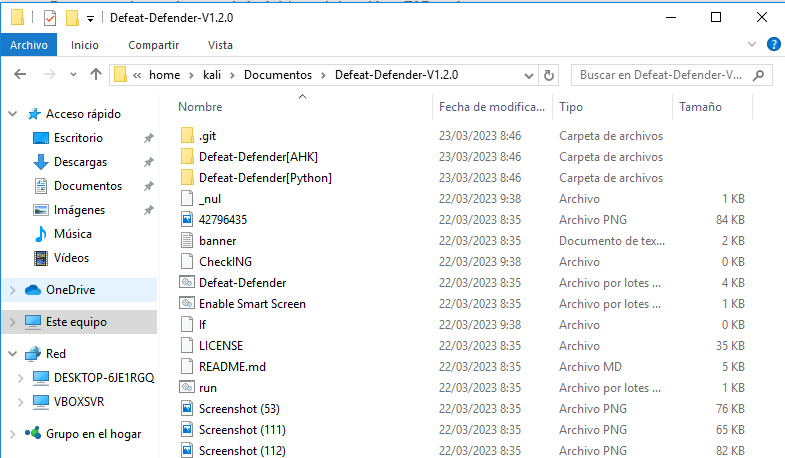 Defeat-Defender-V1.2.0
Archivo Inicio Compartir Vista
« home kali Documentos Defeat-Defender-V1.2.0 Buscar en Defeat-Defender-V...
Nombre Fecha de modifica... Tipo Tamaño
Acceso rápido
Escritorio
Descargas
Documentos
Imágenes
Música
Vídeos
OneDrive
Este equipo
Red
DESKTOP-6JE1RGQ
VBOXSVR
Grupo en el hogar
.git 23/03/2023 8:46 Carpeta de archivos
Defeat-Defender[AHK] 23/03/2023 8:46 Carpeta de archivos
Defeat-Defender[Python] 23/03/2023 8:46 Carpeta de archivos
_nul 22/03/2023 9:38 Archivo 1 KB
42796435 22/03/2023 8:35 Archivo PNG 84 KB
banner 22/03/2023 8:35 Documento de tex... 2 KB
CheckING 22/03/2023 9:38 Archivo 0 KB
Defeat-Defender 22/03/2023 8:35 Archivo por lotes ... 4 KB
Enable Smart Screen 22/03/2023 8:35 Archivo por lotes ... 1 KB
If 22/03/2023 9:38 Archivo 0 KB
LICENSE 22/03/2023 8:35 Archivo 35 KB
README.md 22/03/2023 8:35 Archivo MD 5 KB
run 22/03/2023 8:35 Archivo por lotes ... 1 KB
Screenshot (53) 22/03/2023 8:35 Archivo PNG 76 KB
Screenshot (111) 22/03/2023 8:35 Archivo PNG 65 KB
Screenshot (112) 22/03/2023 8:35 Archivo PNG 82 KB